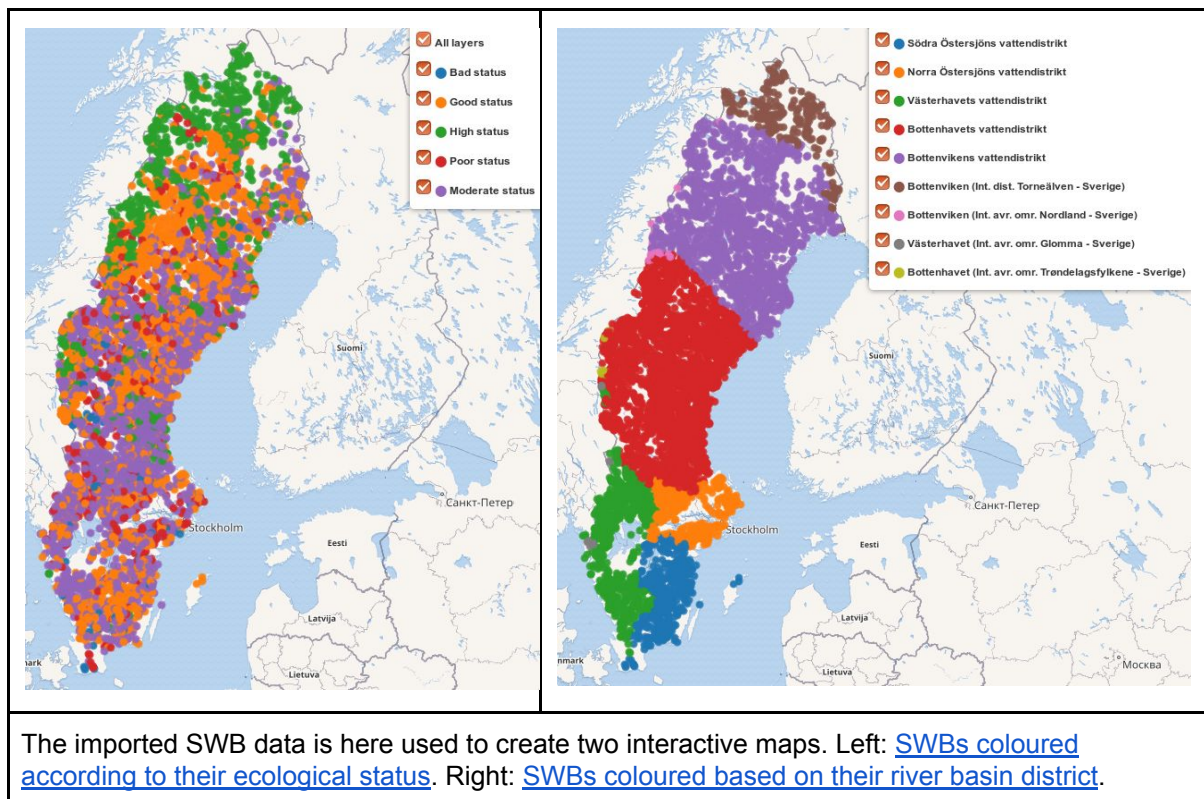 All layers
Bad status
Good status
High status
Poor status
Moderate status
Suomi
Санкт-Петер
Stockholm
Eesti
Latvija
mark
Lietuva
Södra Östersjöns vattendistrikt
Norra Östersjöns vattendistrikt
Västerhavets vattendistrikt
Bottenhavets vattendistrikt
Bottenvikens vattendistrikt
Bottenviken (Int. dist. Torneälven - Sverige)
Bottenviken (Int. avr. omr. Nordland - Sverige)
Västerhavet (Int. avr. omr. Glomma - Sverige)
Bottenhavet (Int. avr. omr. Trøndelagsfylkene - Sverige)
Suomi
Санкт-Петер
Stockholm
Eesti
Latvija
nmark
Lietuva
Москва
The imported SWB data is here used to create two interactive maps. Left: SWBs coloured
according to their ecological status. Right: SWBs coloured based on their river basin district.